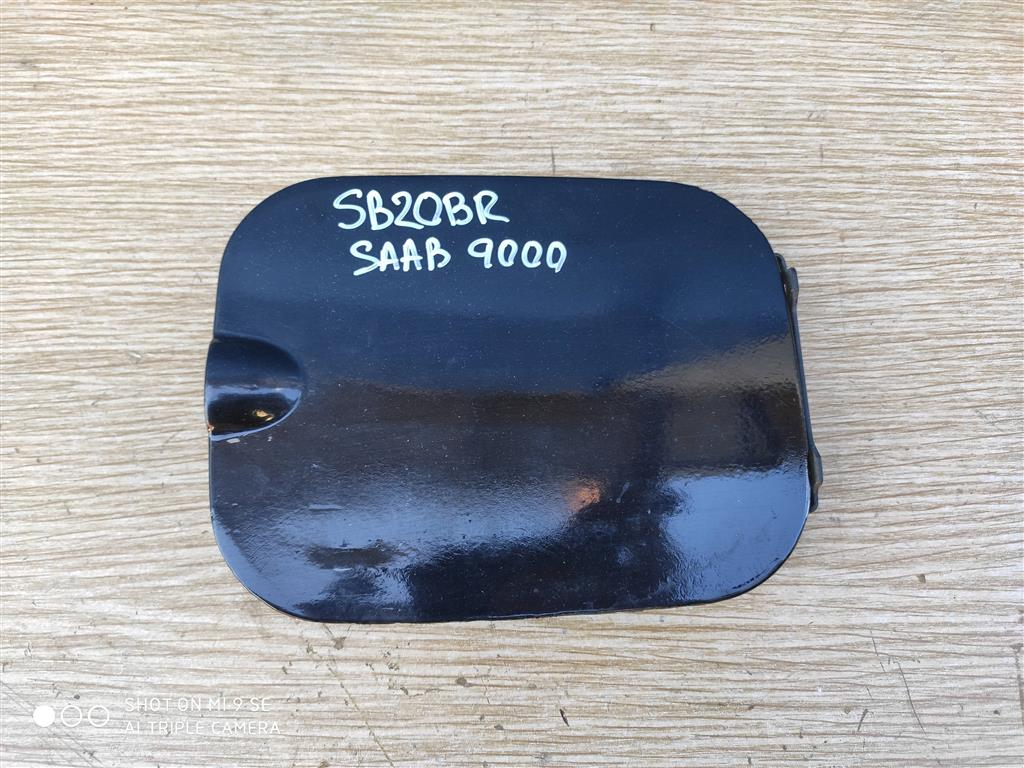 SB20BR
SAAB 9000
SHOT ON MI 9 SE
AI TRIPLE CAMERA